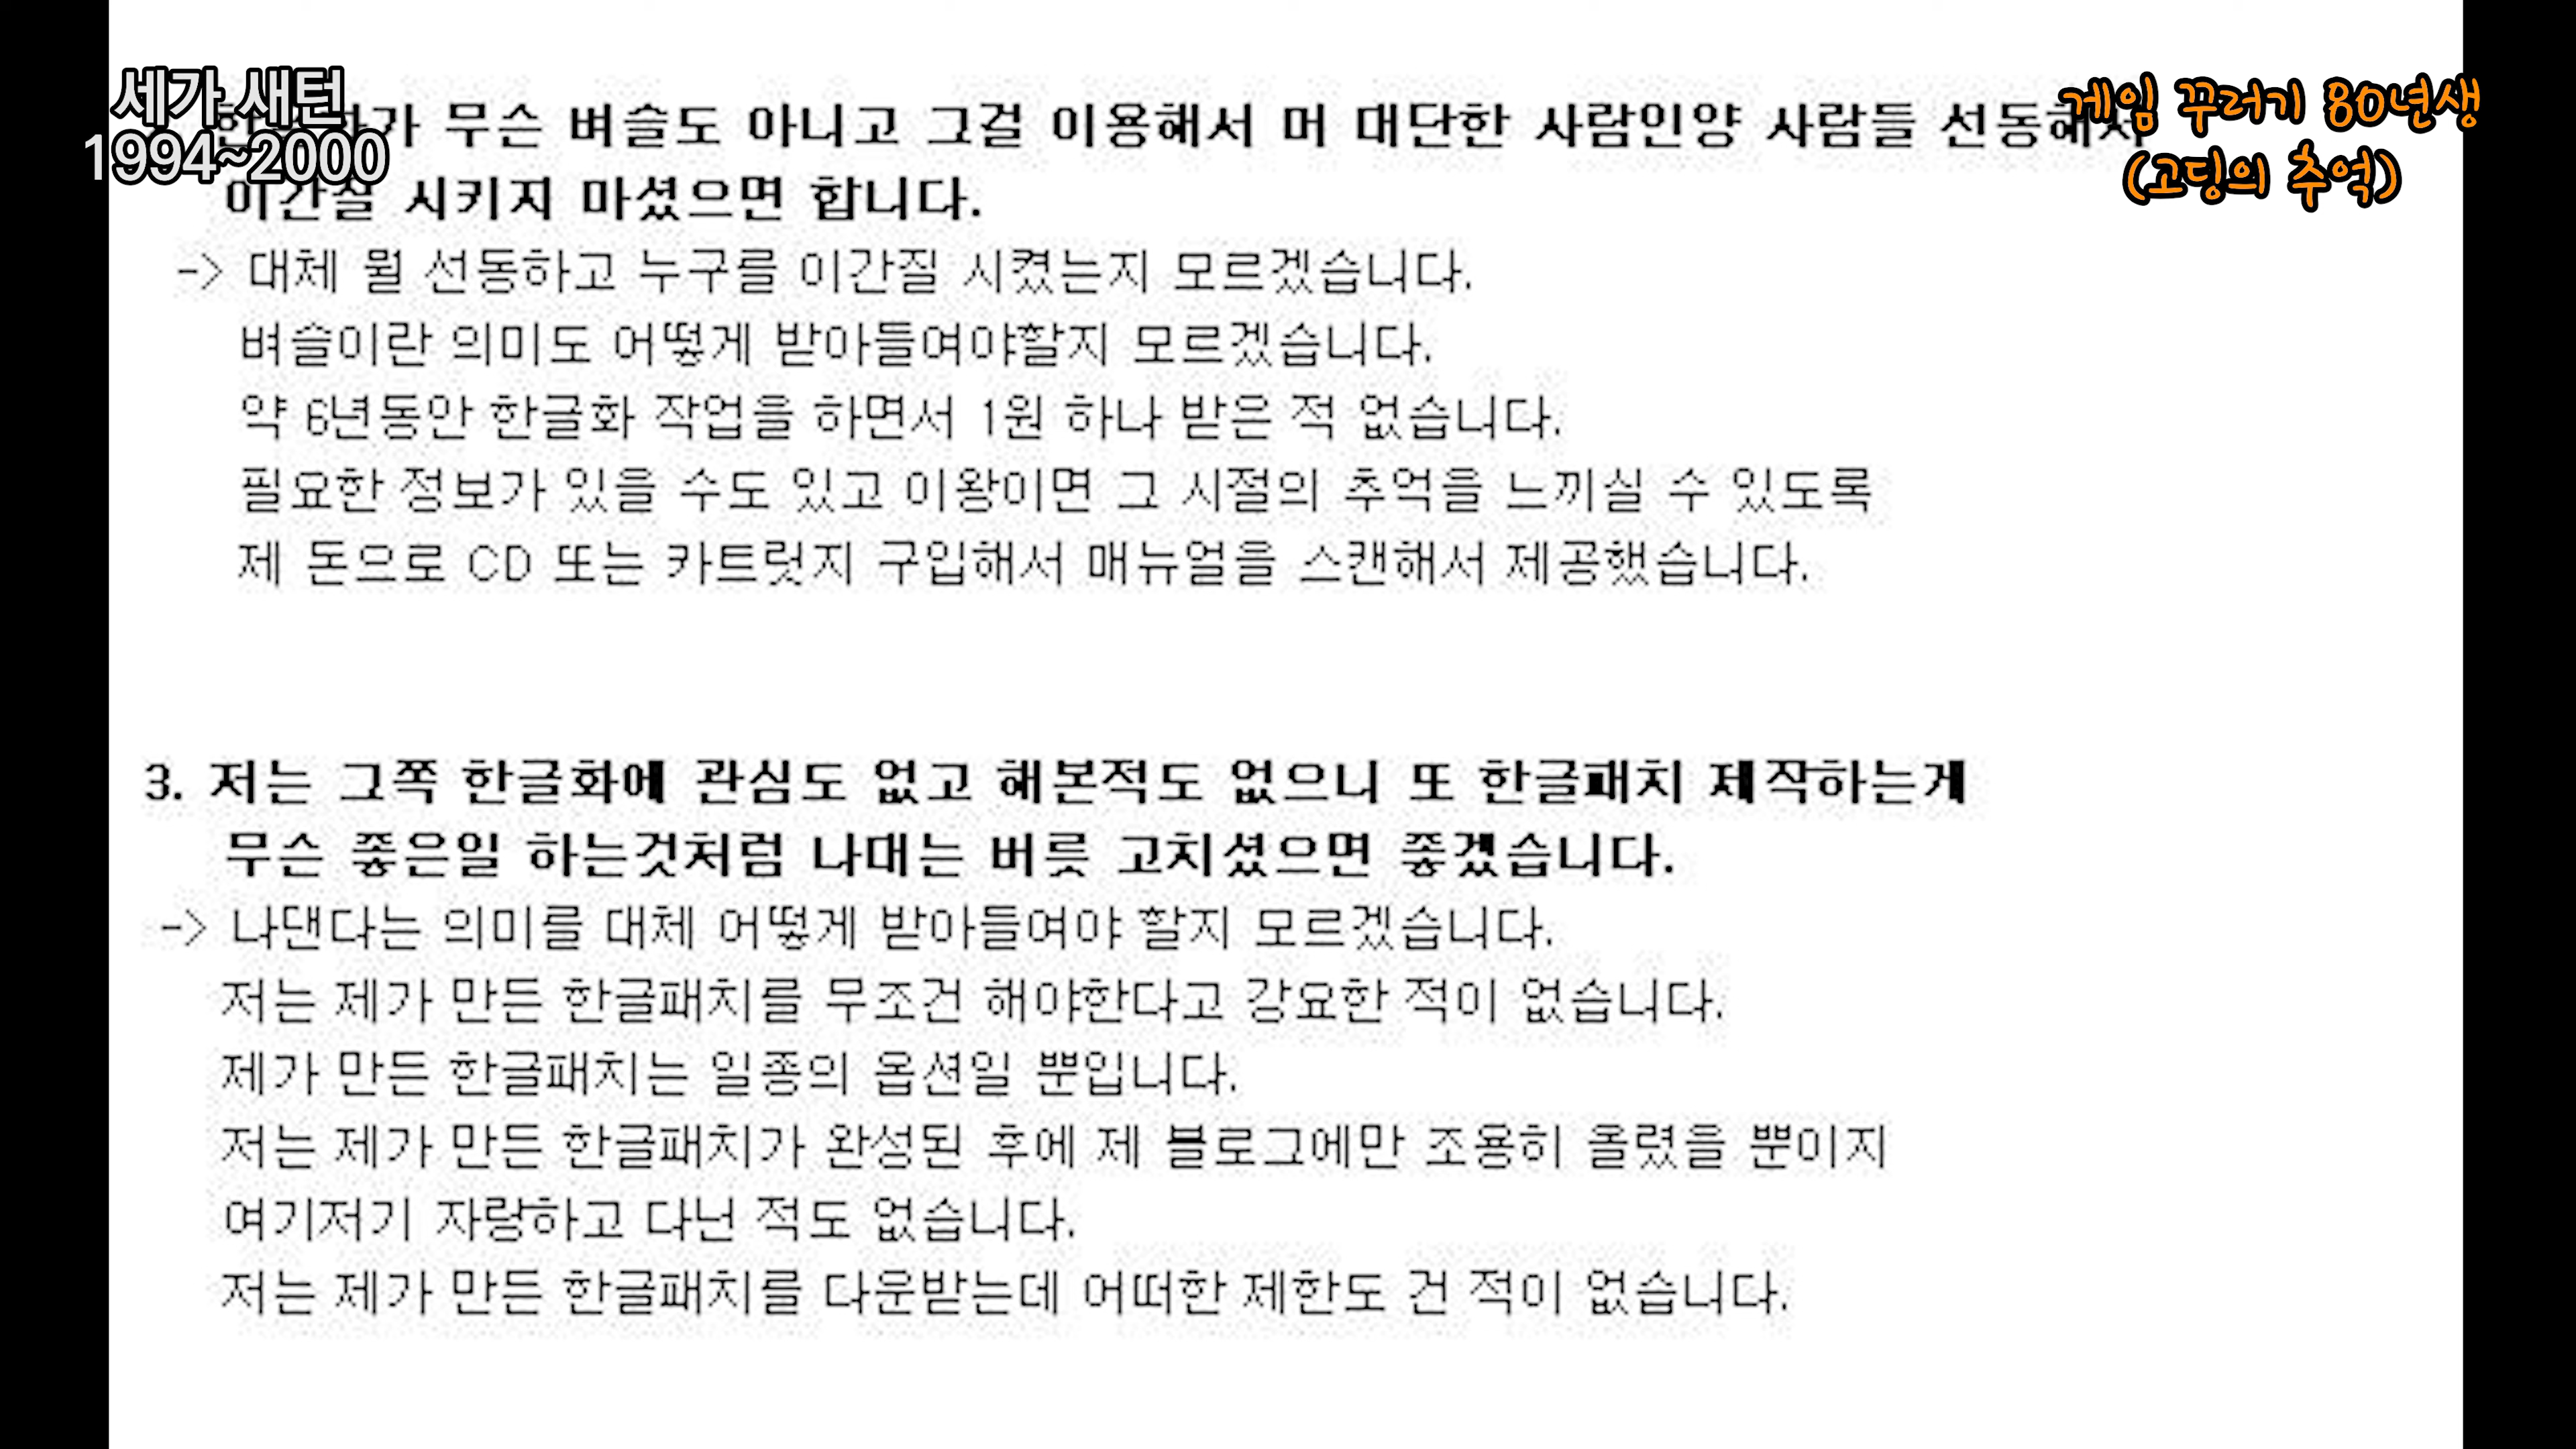 세가 새턴
1994~2000
게임 꾸러기 80년생
(고딩의 추억)
가 무슨 벼슬도 아니고 그걸 이용해서 머 대단한 사람인양 사람들 선동해서
이간질 시키지 마셨으면 합니다.
-> 대체 뭘 선동하고 누구를 이간질 시켰는지 모르겠습니다.
벼슬이란 의미도 어떻게 받아들여야할지 모르겠습니다.
약 6년동안 한글화 작업을 하면서 1원 하나 받은 적 없습니다.
필요한 정보가 있을 수도 있고 이왕이면 그 시절의 추억을 느끼실 수 있도록
제 돈으로 CD 또는 카트릿지 구입해서 매뉴얼을 스캔해서 제공했습니다.
3. 저는 그쪽 한글화에 관심도 없고 해본적도 없으니 또 한글패치 제작하는게
무슨 좋은일 하는것처럼 나대는 버릇 고치셨으면 좋겠습니다.
-> 나댄다는 의미를 대체 어떻게 받아들여야 할지 모르겠습니다.
저는 제가 만든 한글패치를 무조건 해야한다고 강요한 적이 없습니다.
제가 만든 한글패치는 일종의 옵션일 뿐입니다.
저는 제가 만든 한글패치가 완성된 후에 제 블로그에만 조용히 올렸을 뿐이지
여기저기 자랑하고 다닌 적도 없습니다.
저는 제가 만든 한글패치를 다운받는데 어떠한 제한도 건 적이 없습니다.